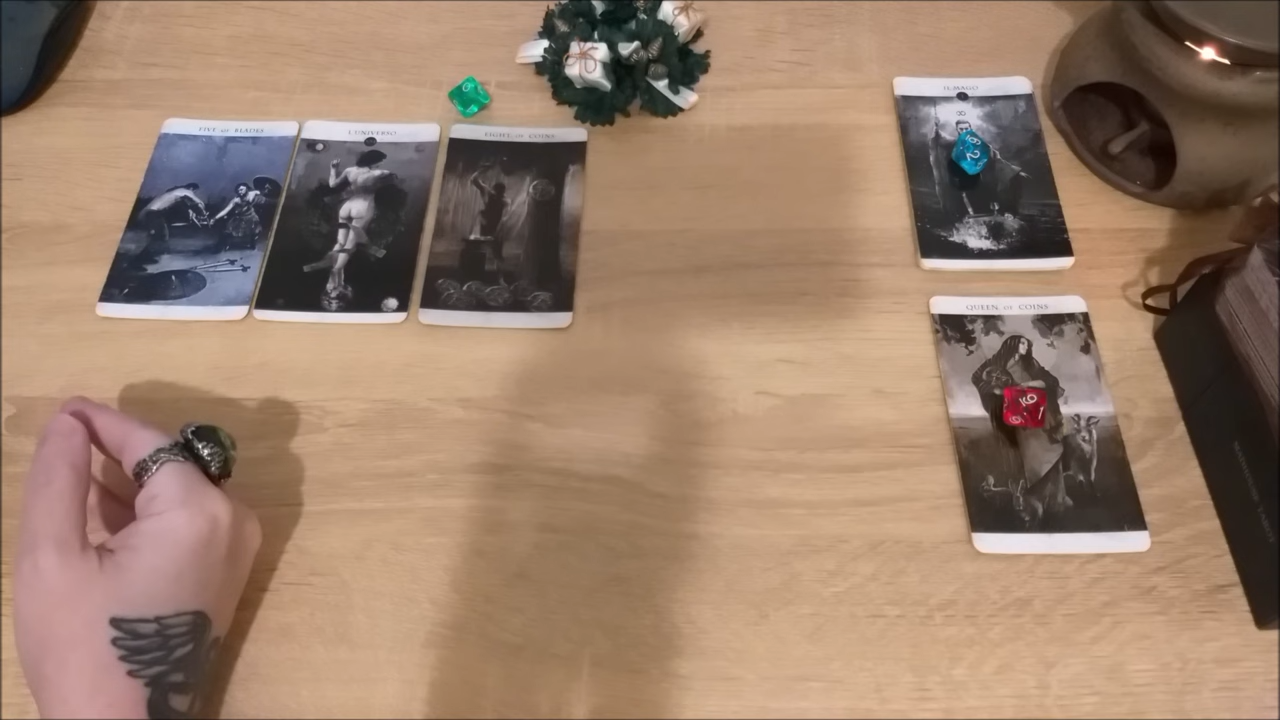 FIVE OF BLADES
L'UNIVERSO
EIGHT OF COINS
IL MAGO
QUEEN OF COINS